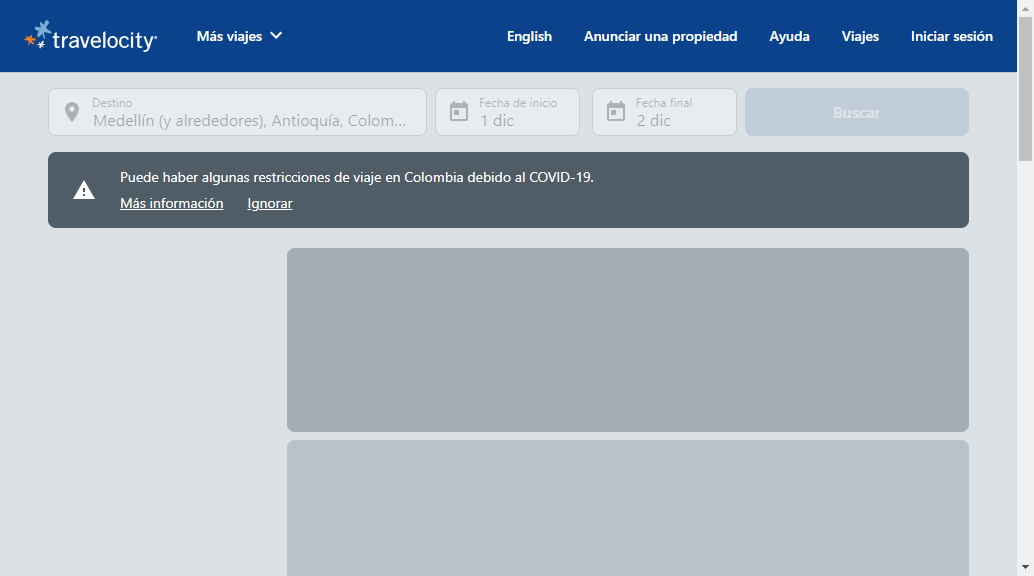 travelocity
Más viajes
English
Anunciar una propiedad
Ayuda
Viajes
Iniciar sesión
Destino
Medellín (y alrededores), Antioquía, Colom...
Fecha de inicio
1 dic
Fecha final
2 dic
Buscar
Puede haber algunas restricciones de viaje en Colombia debido al COVID-19.
Más información
Ignorar